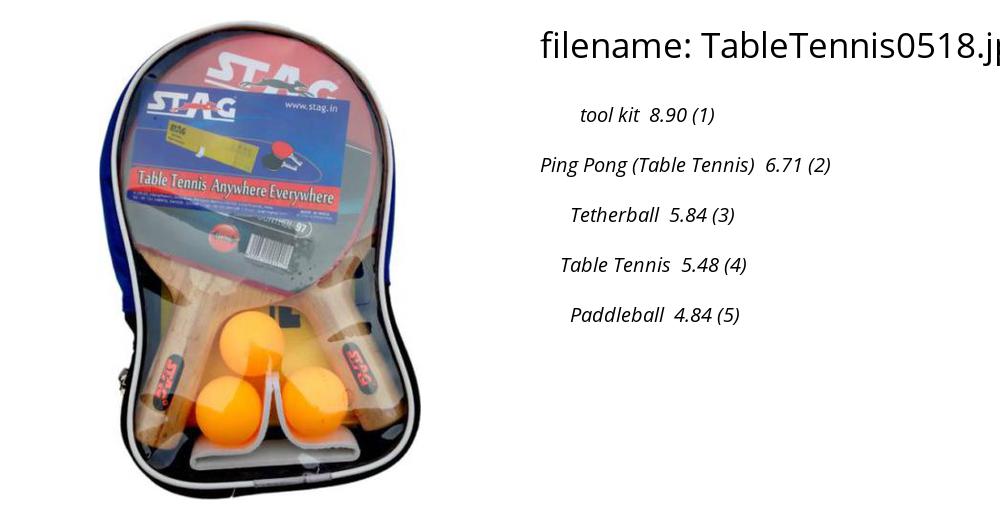 STAG
STAG
www.stag.in
STAG
Table Tennis Anywhere Everywhere
97
STAG
STAG
filename: TableTennis0518.jp
tool kit 8.90 (1)
Ping Pong (Table Tennis) 6.71 (2)
Tetherball 5.84 (3)
Table Tennis 5.48 (4)
Paddleball 4.84 (5)